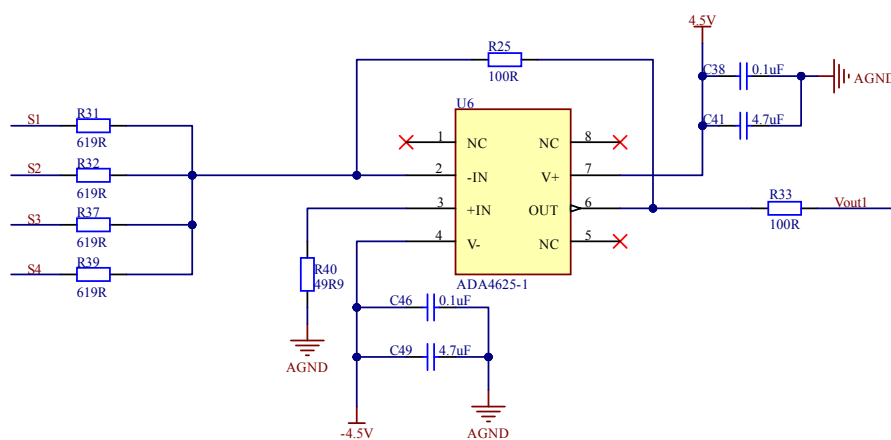 4.5V
R25
100R
C38 0.1uF
AGND
U6
R31
S1
619R
C41 4.7uF
1 NC NC 8
R32
S2
619R
2 -IN V+ 7
R37
S3
619R
3 +IN OUT 6
R33
Vout1
100R
R39
S4
619R
4 V- NC 5
R40
49R9
ADA4625-1
C46 0.1uF
C49 4.7uF
AGND
AGND
-4.5V